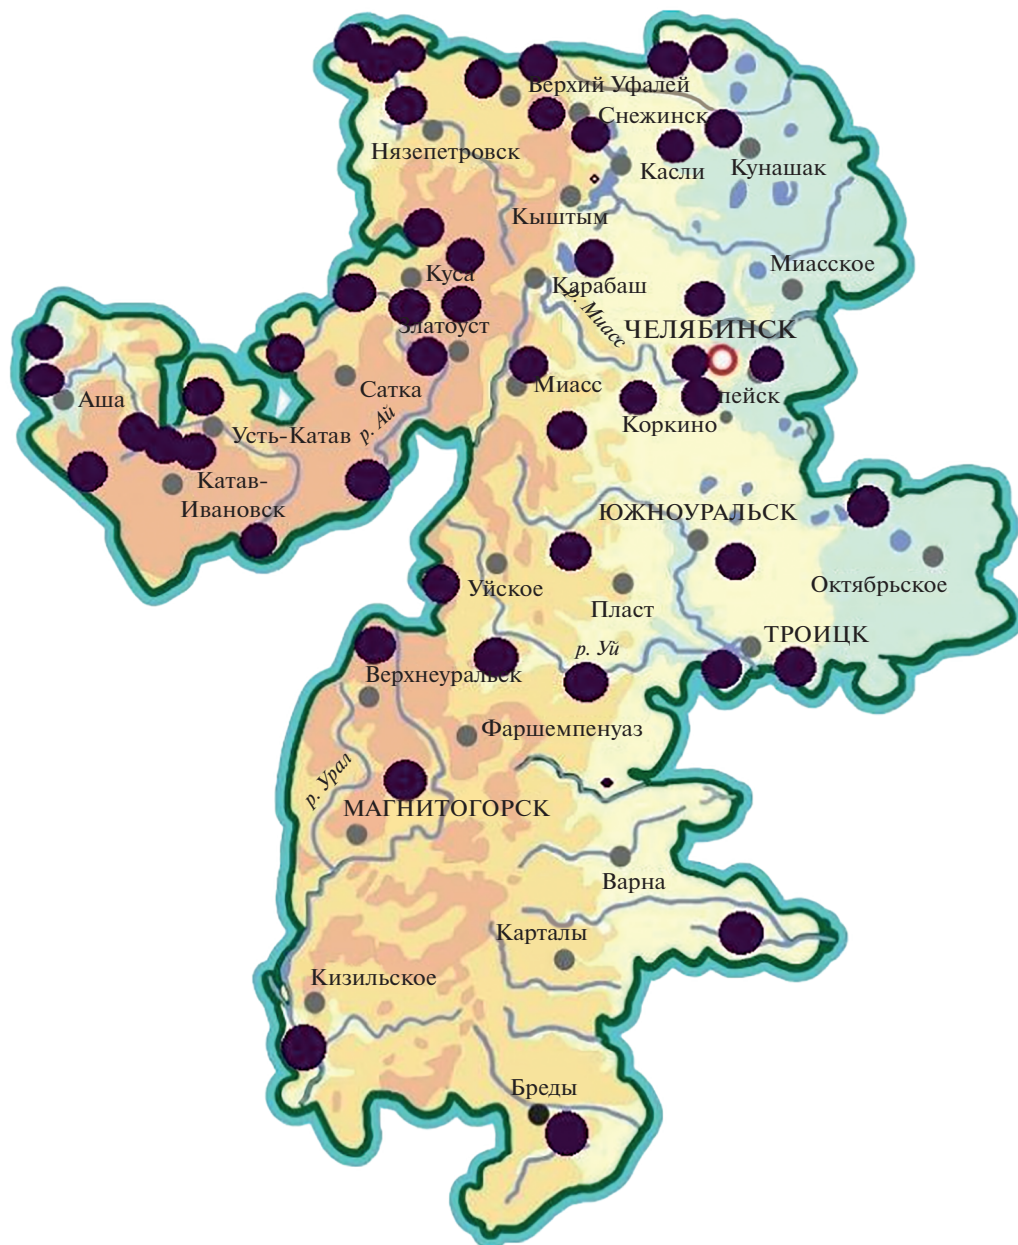 Верхий Уфалей
Снежинск
Нязепетровск
Касли
Кунашак
Кыштым
Миасское
Куса
Карабаш
р. Миасс
Златоуст
ЧЕЛЯБИНСК
Сатка
Миасс
пейск
Аша
р. Ай
Коркино
Усть-Катав
Катав-
Ивановск
ЮЖНОУРАЛЬСК
Уйское
Октябрьское
Пласт
ТРОИЦК
р. Уй
Верхнеуральск
Фаршемпенуаз
р. Урал
МАГНИТОГОРСК
Варна
Карталы
Кизильское
Бреды